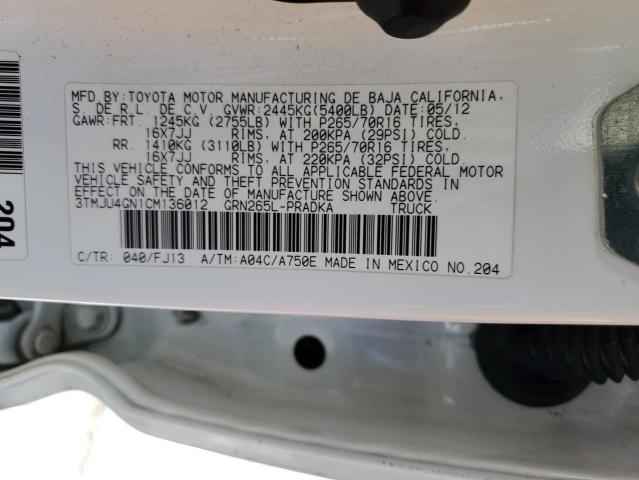 MFD.BY:TOYOTA MOTOR MANUFACTURING DE BAJA CALIFORNIA,
S. DE R.L. DE C.V. GVWR:2445KG(5400LB) DATE:05/12
GAWR:FRT. 1245KG (2755LB) WITH P265/70R16 TIRES,
16X7JJ RIMS, AT 200KPA (29PSI) COLD.
RR. 1410KG (3110LB) WITH P265/70R16 TIRES,
16X7JJ RIMS, AT 220KPA (32PSI) COLD.
THIS VEHICLE CONFORMS TO ALL APPLICABLE FEDERAL MOTOR
VEHICLE SAFETY STANDARDS IN EFFECT ON THE DATE OF
MANUFACTURE SHOWN ABOVE.
3TMJU4GN1CM136012 GRN265L-PRADKA TRUCK
C/TR: 040/FJ13 A/TM:A04C/A750E MADE IN MEXICO NO.204
204